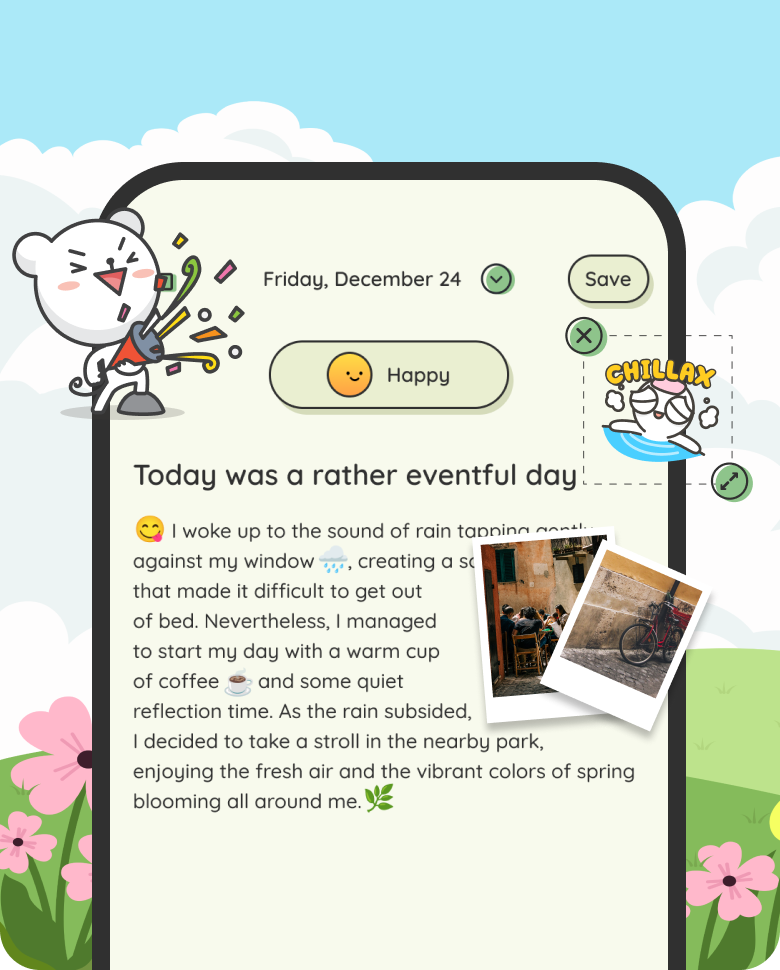 Friday, December 24
Save
Happy
CHILLAX
Today was a rather eventful day
😋 I woke up to the sound of rain tapping gently
against my window 🌧️, creating a
that made it difficult to get out
of bed. Nevertheless, I managed
to start my day with a warm cup
of coffee ☕ and some quiet
reflection time. As the rain subsided,
I decided to take a stroll in the nearby park,
enjoying the fresh air and the vibrant colors of spring
blooming all around me.🌿